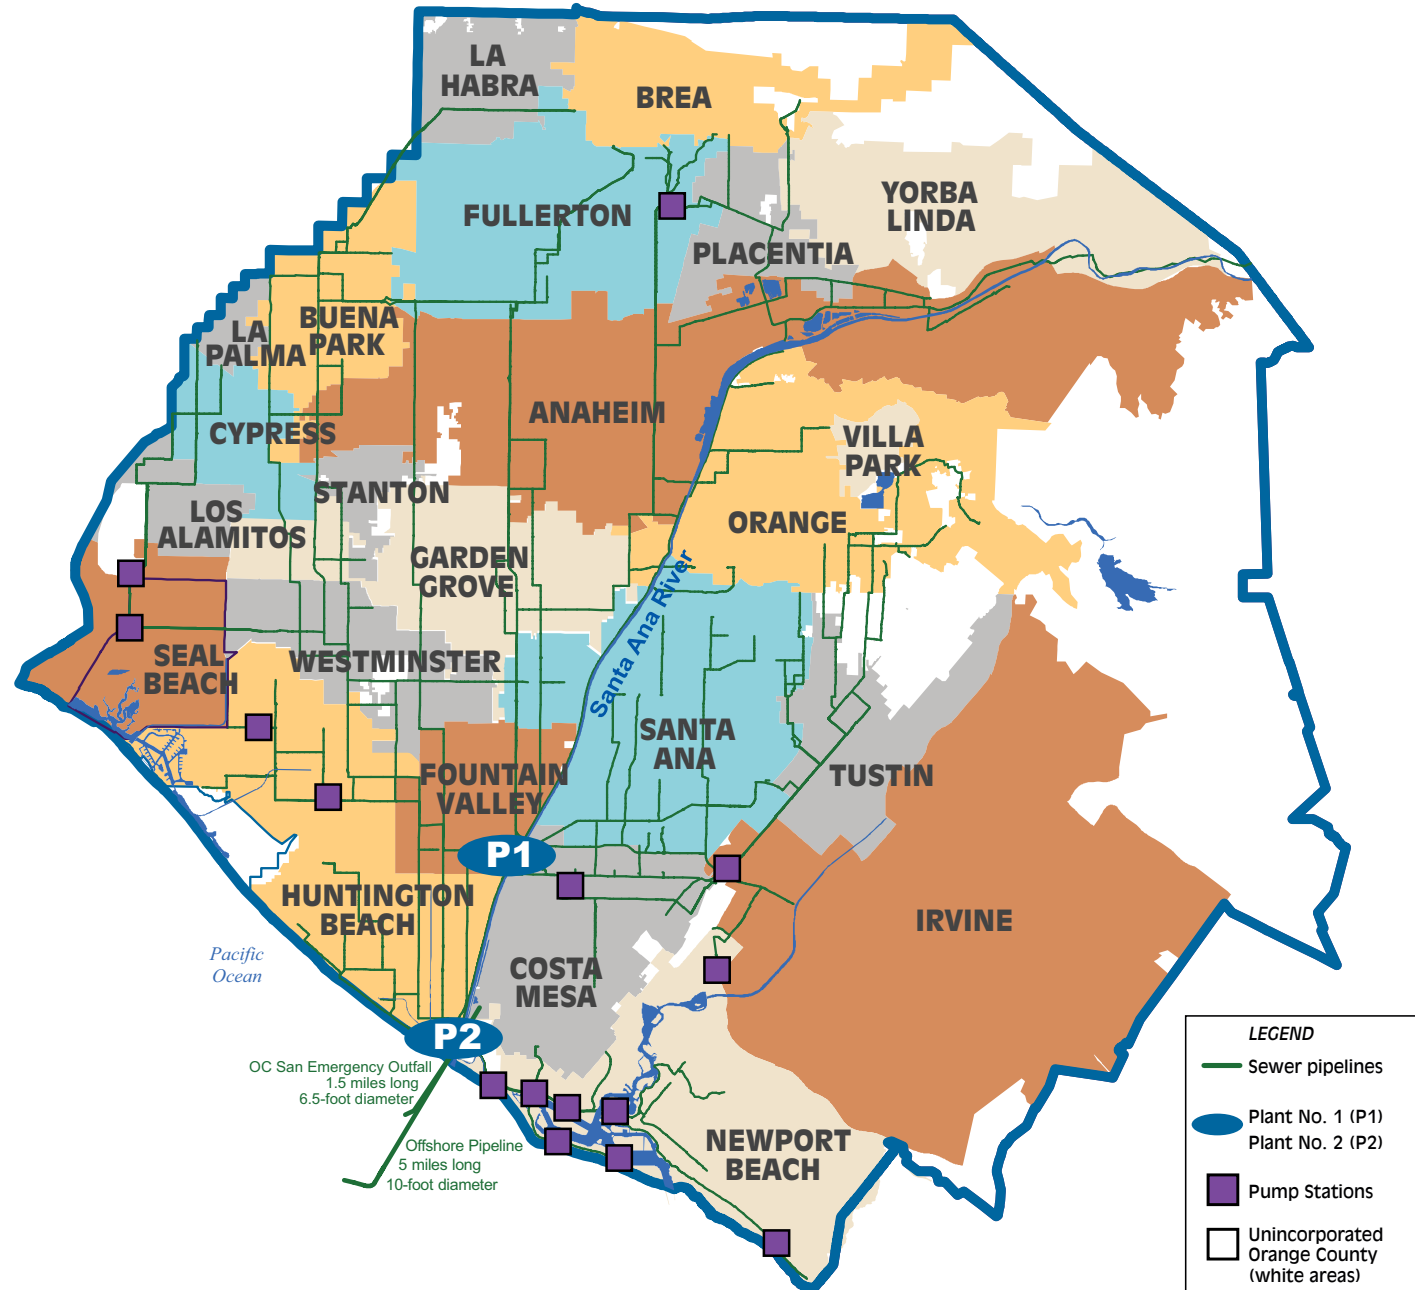 LA
HABRA
BREA
YORBA
LINDA
FULLERTON
PLACENTIA
LA
PALMA
BUENA
PARK
ANAHEIM
CYPRESS
VILLA
PARK
STANTON
LOS
ALAMITOS
ORANGE
GARDEN
GROVE
Santa Ana River
SEAL
BEACH
WESTMINSTER
SANTA
ANA
FOUNTAIN
VALLEY
TUSTIN
P1
HUNTINGTON
BEACH
IRVINE
Pacific
Ocean
COSTA
MESA
P2
OC San Emergency Outfall
1.5 miles long
6.5-foot diameter
Offshore Pipeline
5 miles long
10-foot diameter
NEWPORT
BEACH
LEGEND
Sewer pipelines
Plant No. 1 (P1)
Plant No. 2 (P2)
Pump Stations
Unincorporated
Orange County
(white areas)